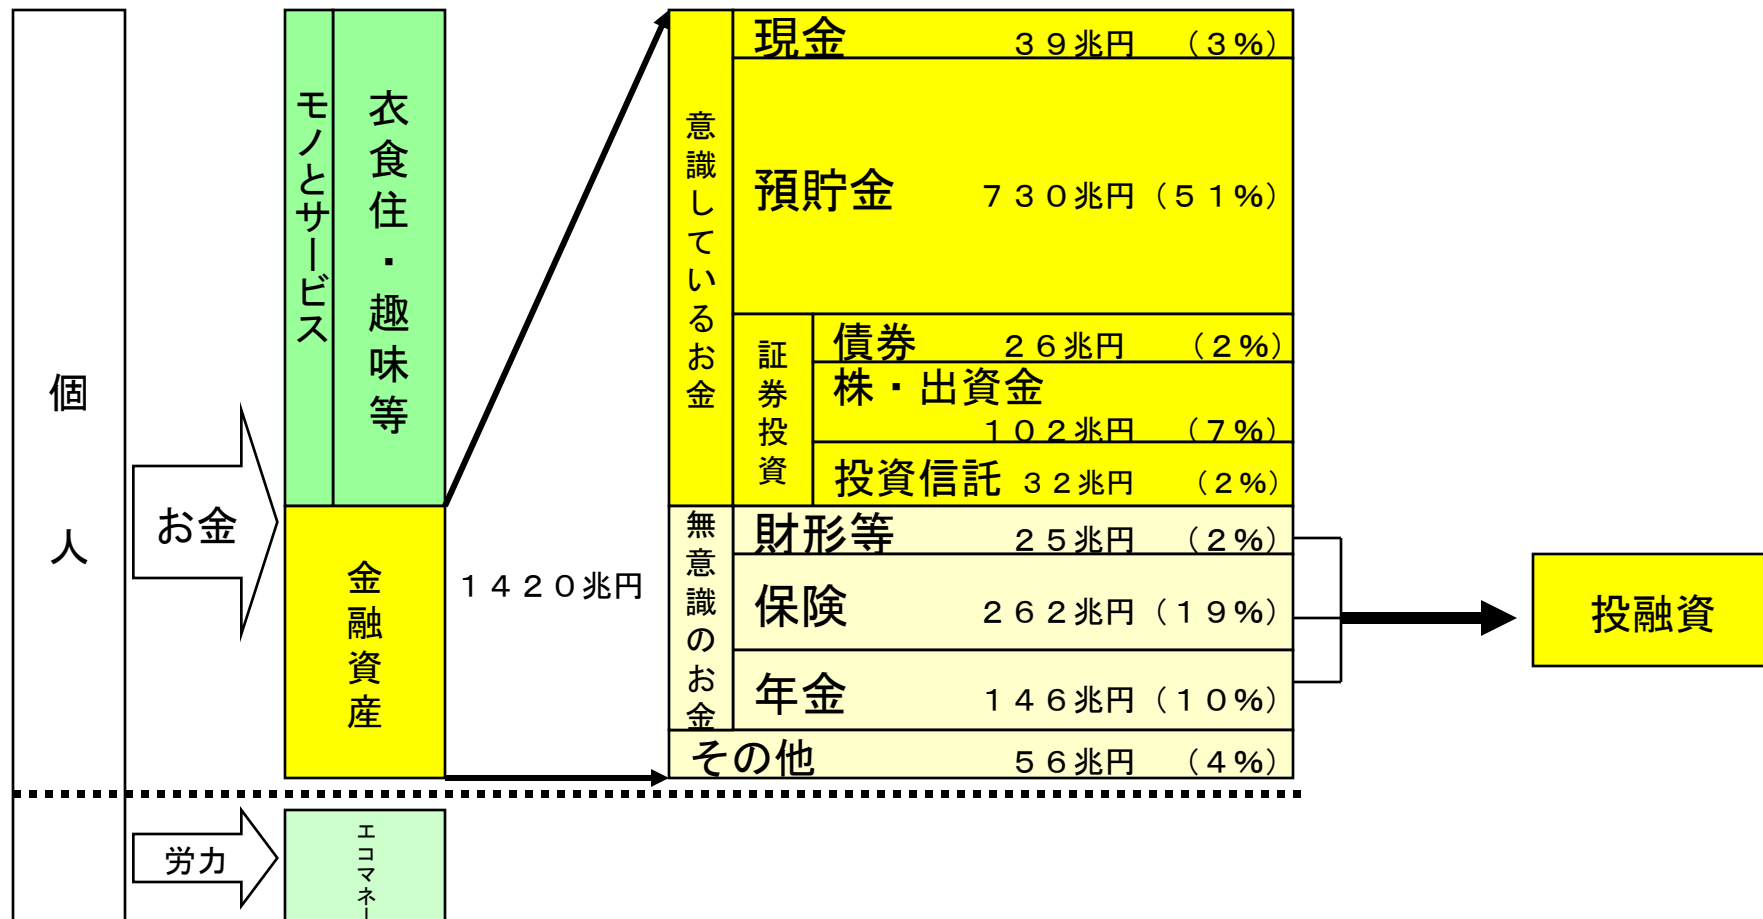 個人
お金
モノとサービス
衣食住・趣味等
金融資産
1420兆円
意識しているお金
現金 39兆円 (3%)
預貯金 730兆円 (51%)
証券投資
債券 26兆円 (2%)
株・出資金
102兆円 (7%)
投資信託 32兆円 (2%)
無意識のお金
財形等 25兆円 (2%)
保険 262兆円 (19%)
年金 146兆円 (10%)
その他 56兆円 (4%)
投融資
労力
エコマネー